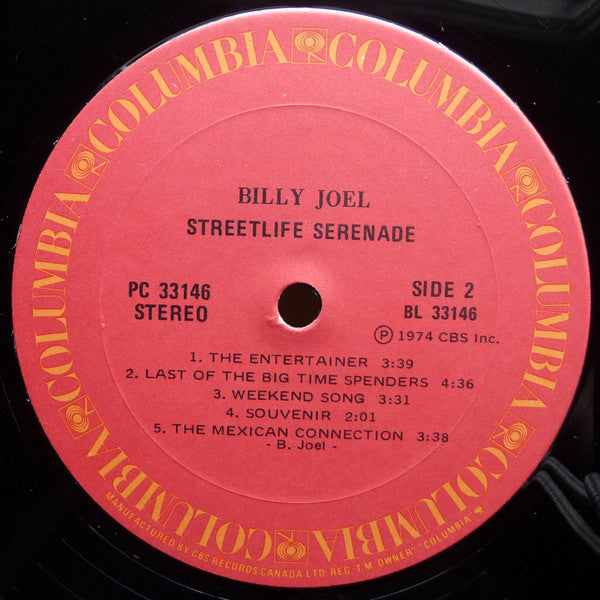 COLUMBIA COLUMBIA COLUMBIA COLUMBIA COLUMBIA COLUMBIA
BILLY JOEL
STREETLIFE SERENADE
PC 33146
STEREO
SIDE 2
BL 33146
Ⓟ 1974 CBS Inc.
1. THE ENTERTAINER 3:39
2. LAST OF THE BIG TIME SPENDERS 4:36
3. WEEKEND SONG 3:31
4. SOUVENIR 2:01
5. THE MEXICAN CONNECTION 3:38
- B. Joel -
MANUFACTURED BY CBS RECORDS CANADA LTD REG. T.M. OWNER "COLUMBIA"